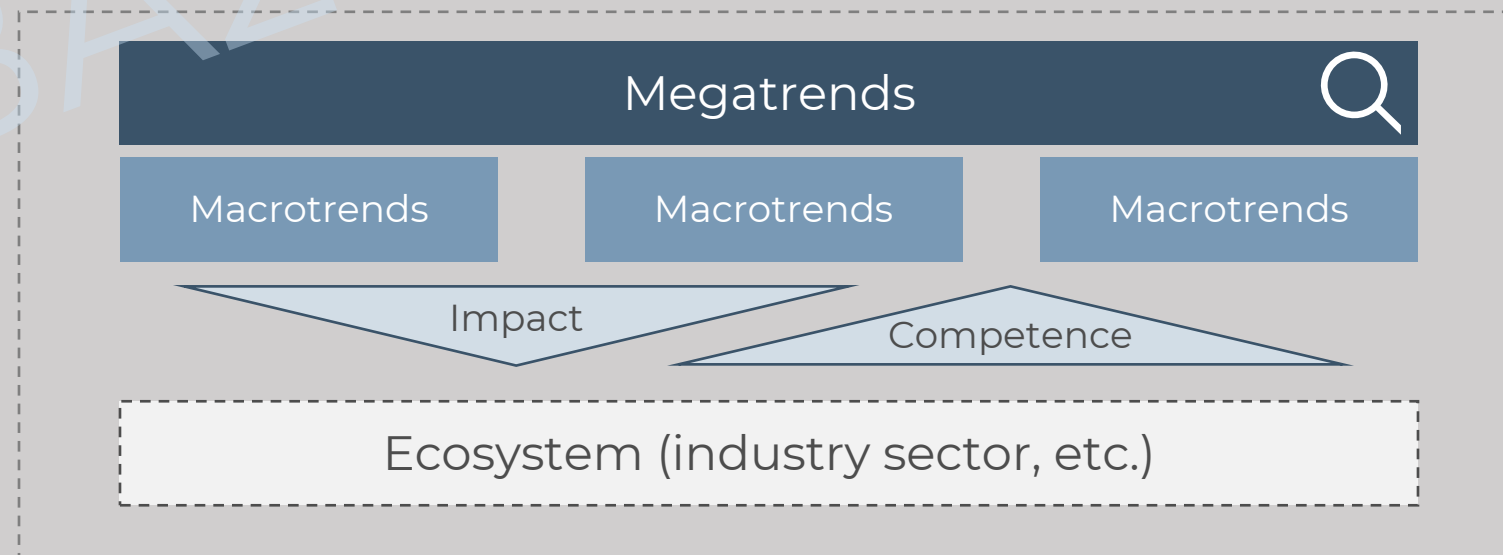 Megatrends
Macrotrends Macrotrends Macrotrends
Impact
Competence
Ecosystem (industry sector, etc.)